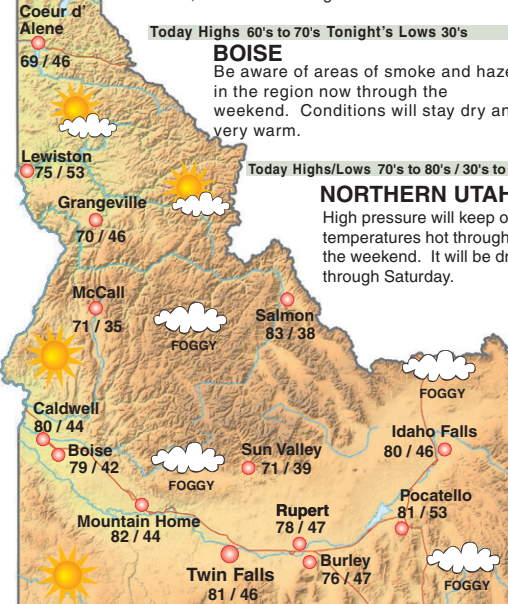 Coeur d'
Alene
69 / 46
Today Highs 60's to 70's Tonight's Lows 30's
BOISE
Be aware of areas of smoke and haze
in the region now through the
weekend. Conditions will stay dry
very warm.
Lewiston
75 / 53
Today Highs/Lows 70's to 80's / 30's to
Grangeville
70 / 46
NORTHERN UTAH
High pressure will keep
temperatures hot through
the weekend. It will be
through Saturday.
McCall
71 / 35
FOGGY
Salmon
83 / 38
FOGGY
Caldwell
80 / 44
Boise
79 / 42
FOGGY
Sun Valley
71 / 39
Idaho Falls
80 / 46
Mountain Home
82 / 44
Rupert
78 / 47
Pocatello
81 / 53
Twin Falls
81 / 46
Burley
76 / 47
FOGGY